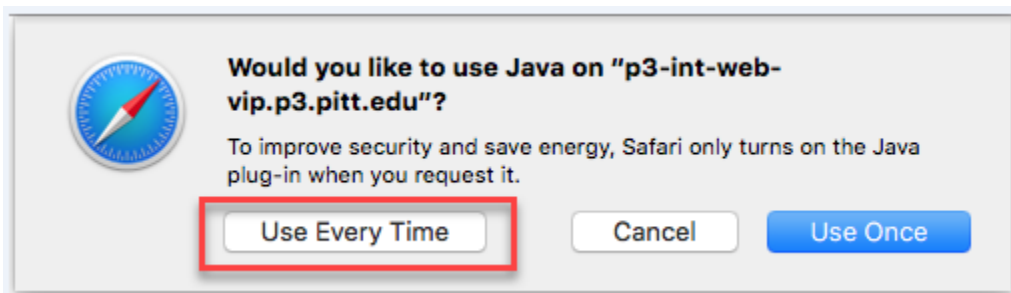 Would you like to use Java on "p3-int-web-
vip.p3.pitt.edu"?
To improve security and save energy, Safari only turns on the Java
plug-in when you request it.
Use Every Time
Cancel
Use Once